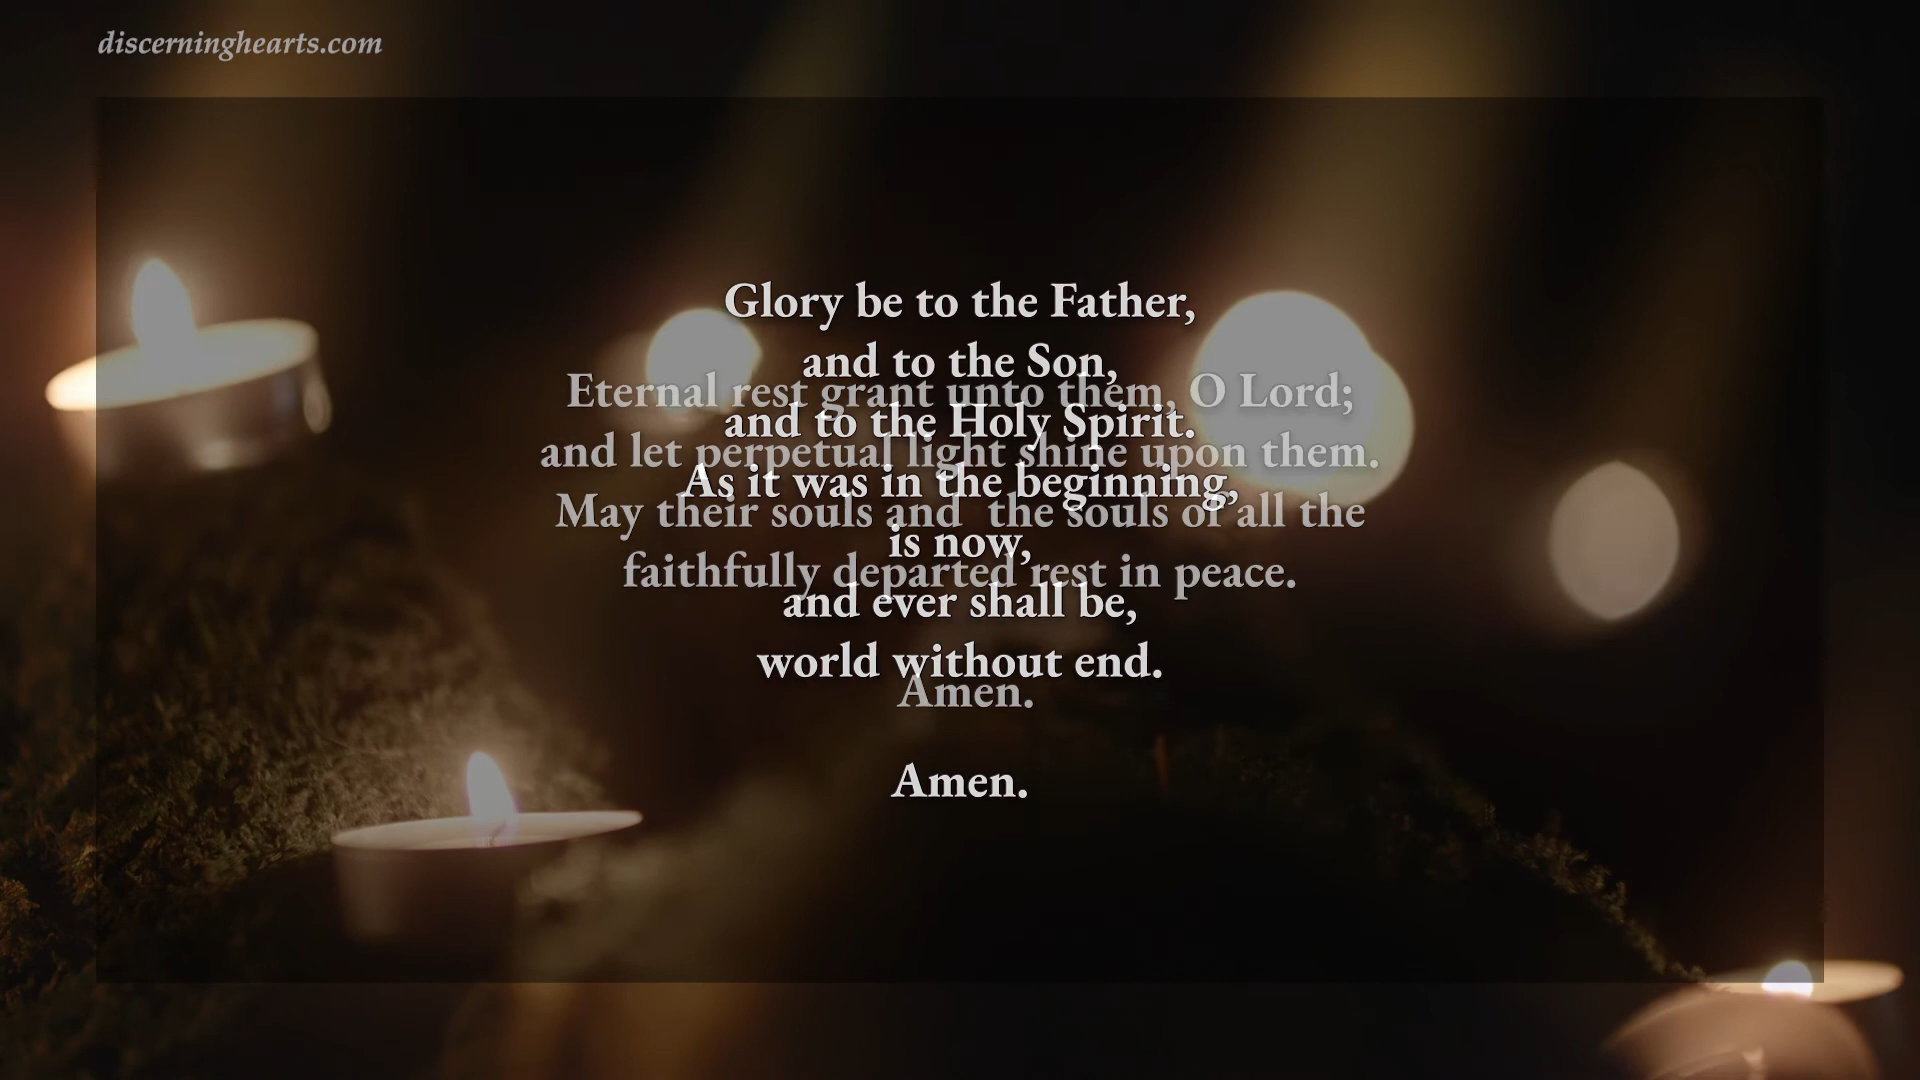 discerninghearts.com
Glory be to the Father,
and to the Son,
and to the Holy Spirit.
As it was in the beginning,
is now,
and ever shall be,
world without end.
Amen.
Eternal rest grant unto them, O Lord;
and let perpetual light shine upon them.
May their souls and the souls of all the
faithfully departed rest in peace.
Amen.